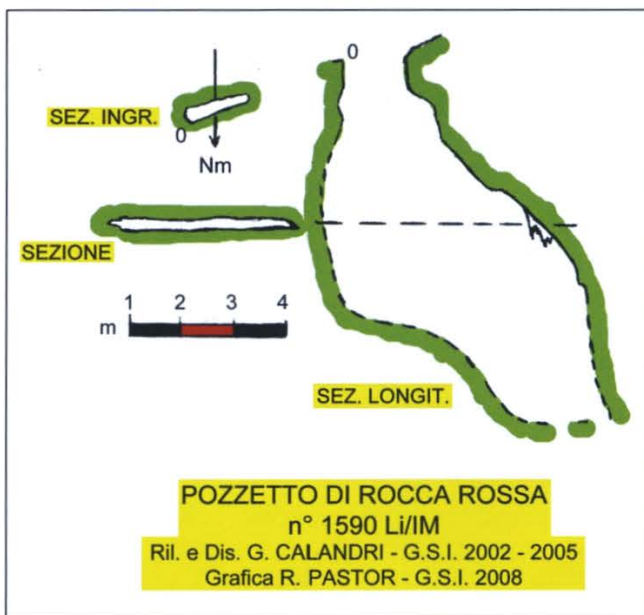 0
SEZ. INGR.
0
Nm
SEZIONE
1 2 3 4
m
SEZ. LONGIT.
POZZETTO DI ROCCA ROSSA
n° 1590 Li/IM
Ril. e Dis. G. CALANDRI - G.S.I. 2002 - 2005
Grafica R. PASTOR - G.S.I. 2008